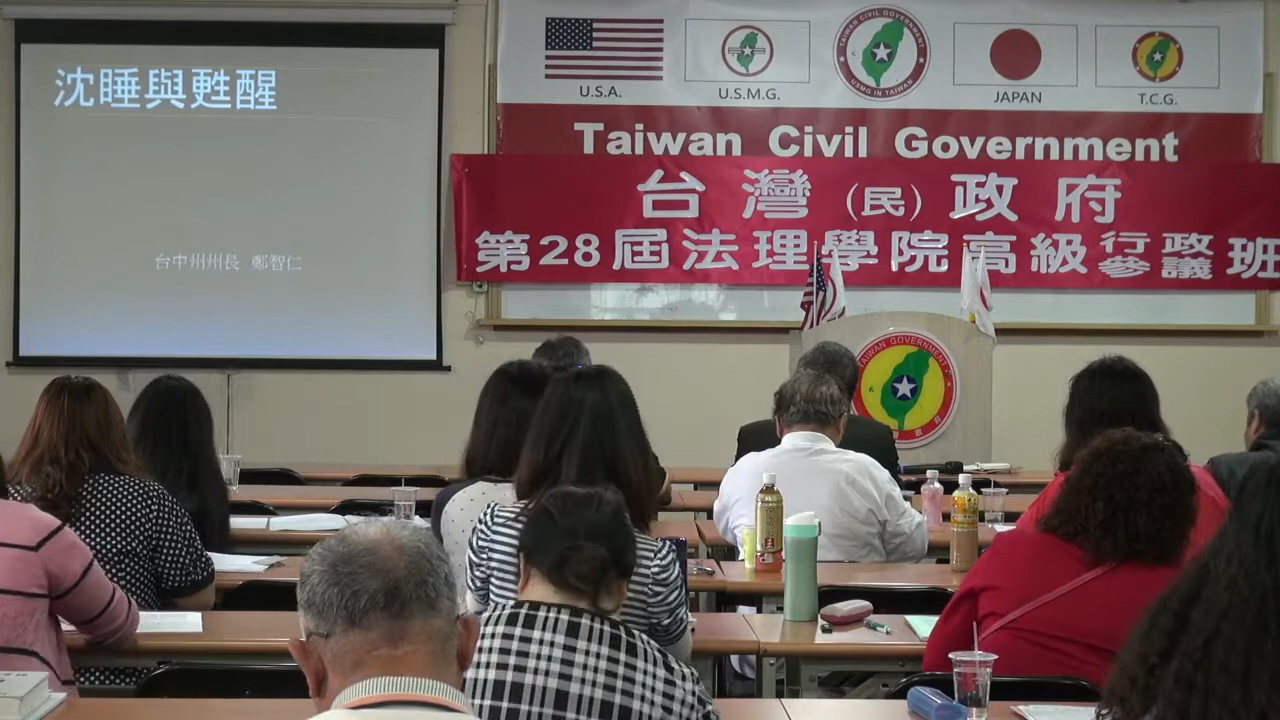 沈睡與甦醒
台中州州長 鄭智仁
TAIWAN CIVIL GOVERNMENT
USMG IN TAIWAN
U.S.A.
U.S.M.G.
JAPAN
T.C.G.
Taiwan Civil Government
台灣(民)政府
第28屆法理學院高級行政參議班
TAIWAN GOVERNMENT